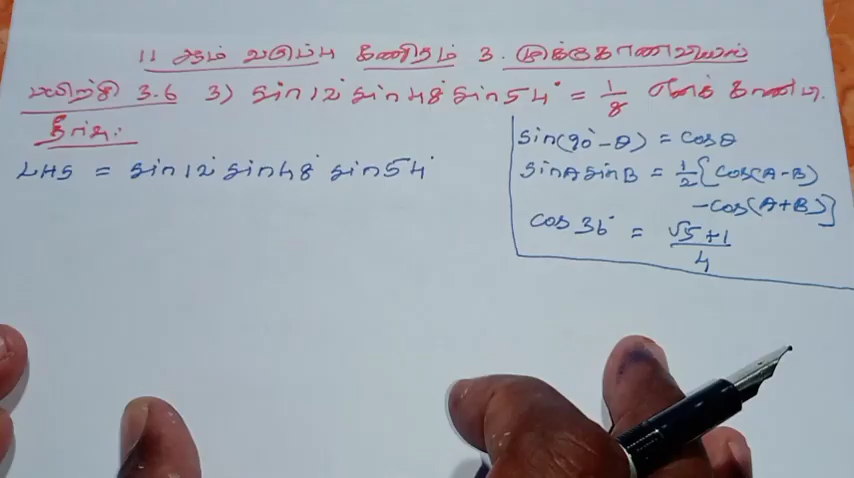 11 ஆம் வகுப்பு கணிதம் 3. முக்கோணவியல்
பயிற்சி 3.6 3) sin12° sin48° sin54° = 1/8 எனக் காண்பி.
தீர்வு:
LHS = sin12° sin48° sin54°
sin(90° - θ) = cosθ
sinA sinB = 1/2 {cos(A-B)
-cos(A+B)}
cos36° = √5+1/4